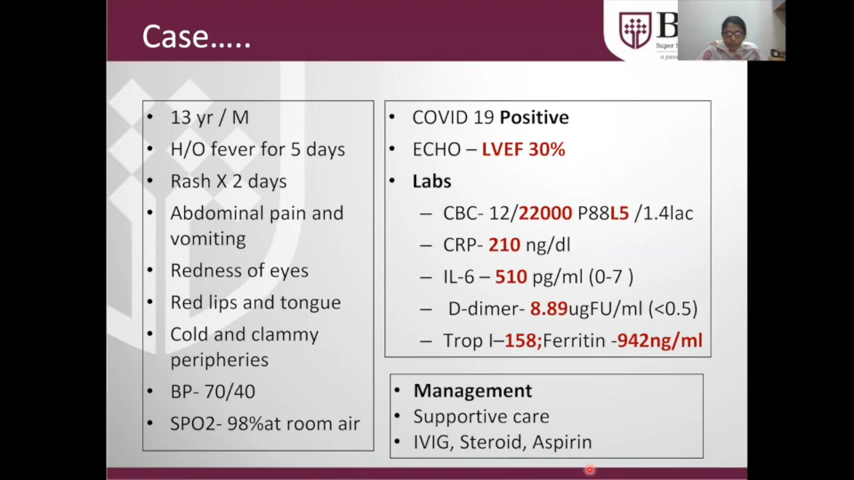 Case.....
B
Super S
a pass
• 13 yr / M
• H/O fever for 5 days
• Rash X 2 days
• Abdominal pain and
vomiting
• Redness of eyes
• Red lips and tongue
• Cold and clammy
peripheries
• BP- 70/40
• SPO2- 98%at room air
• COVID 19 Positive
• ECHO – LVEF 30%
• Labs
– CBC- 12/22000 P88L5 /1.4lac
– CRP- 210 ng/dl
– IL-6 – 510 pg/ml (0-7 )
– D-dimer- 8.89ugFU/ml (<0.5)
– Trop I–158;Ferritin -942ng/ml
• Management
• Supportive care
• IVIG, Steroid, Aspirin